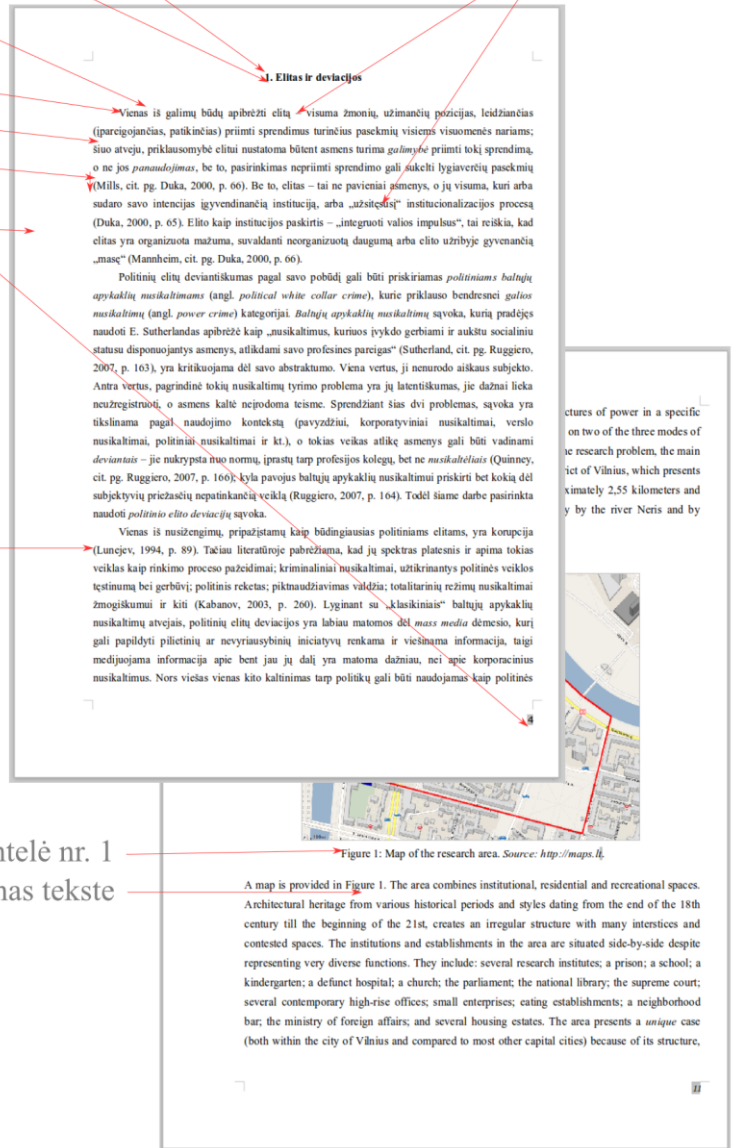 1. Elitas ir deviacijos
Vienas iš galimų būdų apibrėžti elitą – visuma žmonių, užimančių pozicijas, leidžiančias
(įpareigojančias, patikinčias) priimti sprendimus turinčius pasekmių visiems visuomenės nariams;
šiuo atveju, priklausomybė elitui nustatoma būtent asmens turima galimybė priimti tokį sprendimą,
o ne jos panaudojimas, be to, pasirinkimas nepriimti sprendimo gali sukelti lygiaverčių pasekmių
(Mills, cit. pg. Duka, 2000, p. 66). Be to, elitas – tai ne pavieniai asmenys, o jų visuma, kuri arba
sudaro savo intencijas įgyvendinančią instituciją, arba „užsitęsusį“ institucionalizacijos procesą
(Duka, 2000, p. 65). Elito kaip institucijos paskirtis – „integruoti valios impulsus“, tai reiškia, kad
elitas yra organizuota mažuma, suvaldanti neorganizuotą daugumą arba elito užribyje gyvenančią
„masę“ (Mannheim, cit. pg. Duka, 2000, p. 66).
Politinių elitų deviantiškumas pagal savo pobūdį gali būti priskiriamas politiniams baltųjų
apykaklių nusikaltimams (angl. political white collar crime), kurie priklauso bendresnei galios
nusikaltimų (angl. power crime) kategorijai. Baltųjų apykaklių nusikaltimų sąvoka, kurią pradėjęs
naudoti E. Sutherlandas apibrėžė kaip „nusikaltimus, kuriuos įvykdo gerbiami ir aukštu socialiniu
statusu disponuojantys asmenys, atlikdami savo profesines pareigas“ (Sutherland, cit. pg. Ruggiero,
2007, p. 163), yra kritikuojama dėl savo abstraktumo. Viena vertus, ji nenurodo aiškaus subjekto.
Antra vertus, pagrindinė tokių nusikaltimų tyrimo problema yra jų latentiškumas, jie dažnai lieka
neužregistruoti, o asmens kaltė neįrodoma teisme. Sprendžiant šias dvi problemas, sąvoka yra
tikslinama pagal naudojimo kontekstą (pavyzdžiui, korporatyviniai nusikaltimai, verslo
nusikaltimai, politiniai nusikaltimai ir kt.), o tokias veikas atlikę asmenys gali būti vadinami
deviantais – jie nukrypsta nuo normų, įprastų tarp profesijos kolegų, bet ne nusikaltėliais (Quinney,
cit. pg. Ruggiero, 2007, p. 166); kyla pavojus baltųjų apykaklių nusikaltimui priskirti bet kokią dėl
subjektyvių priežasčių nepatinkančią veiklą (Ruggiero, 2007, p. 164). Todėl šiame darbe pasirinkta
naudoti politinio elito deviacijų sąvoka.
Vienas iš nusižengimų, pripažįstamų kaip būdingiausias politiniams elitams, yra korupcija
(Lunejev, 1994, p. 89). Tačiau literatūroje pabrėžiama, kad jų spektras platesnis ir apima tokias
veiklas kaip rinkimo proceso pažeidimai; kriminaliniai nusikaltimai, užtikrinantys politinės veiklos
tęstinumą bei gerbūvį; politinis reketas; piktnaudžiavimas valdžia; totalitarinių režimų nusikaltimai
žmogiškumui ir kiti (Kabanov, 2003, p. 260). Lyginant su „klasikiniais“ baltųjų apykaklių
nusikaltimų atvejais, politinių elitų deviacijos yra labiau matomos dėl mass media dėmesio, kurį
gali papildyti pilietinių ar nevyriausybinių iniciatyvų renkama ir viešinama informacija, taigi
medijuojama informacija apie bent jau jų dalį yra matoma dažniau, nei apie korporacinius
nusikaltimus. Nors viešas vienas kito kaltinimas tarp politikų gali būti naudojamas kaip politinės
4
ctures of power in a specific
on two of the three modes of
ne research problem, the main
rict of Vilnius, which presents
ximately 2,55 kilometers and
y by the river Neris and by
ntelė nr. 1
nas tekste
Figure 1: Map of the research area. Source: http://maps.lt.
A map is provided in Figure 1. The area combines institutional, residential and recreational spaces.
Architectural heritage from various historical periods and styles dating from the end of the 18th
century till the beginning of the 21st, creates an irregular structure with many interstices and
contested spaces. The institutions and establishments in the area are situated side-by-side despite
representing very diverse functions. They include: several research institutes; a prison; a school; a
kindergarten; a defunct hospital; a church; the parliament; the national library; the supreme court;
several contemporary high-rise offices; small enterprises; eating establishments; a neighborhood
bar; the ministry of foreign affairs; and several housing estates. The area presents a unique case
(both within the city of Vilnius and compared to most other capital cities) because of its structure,
11